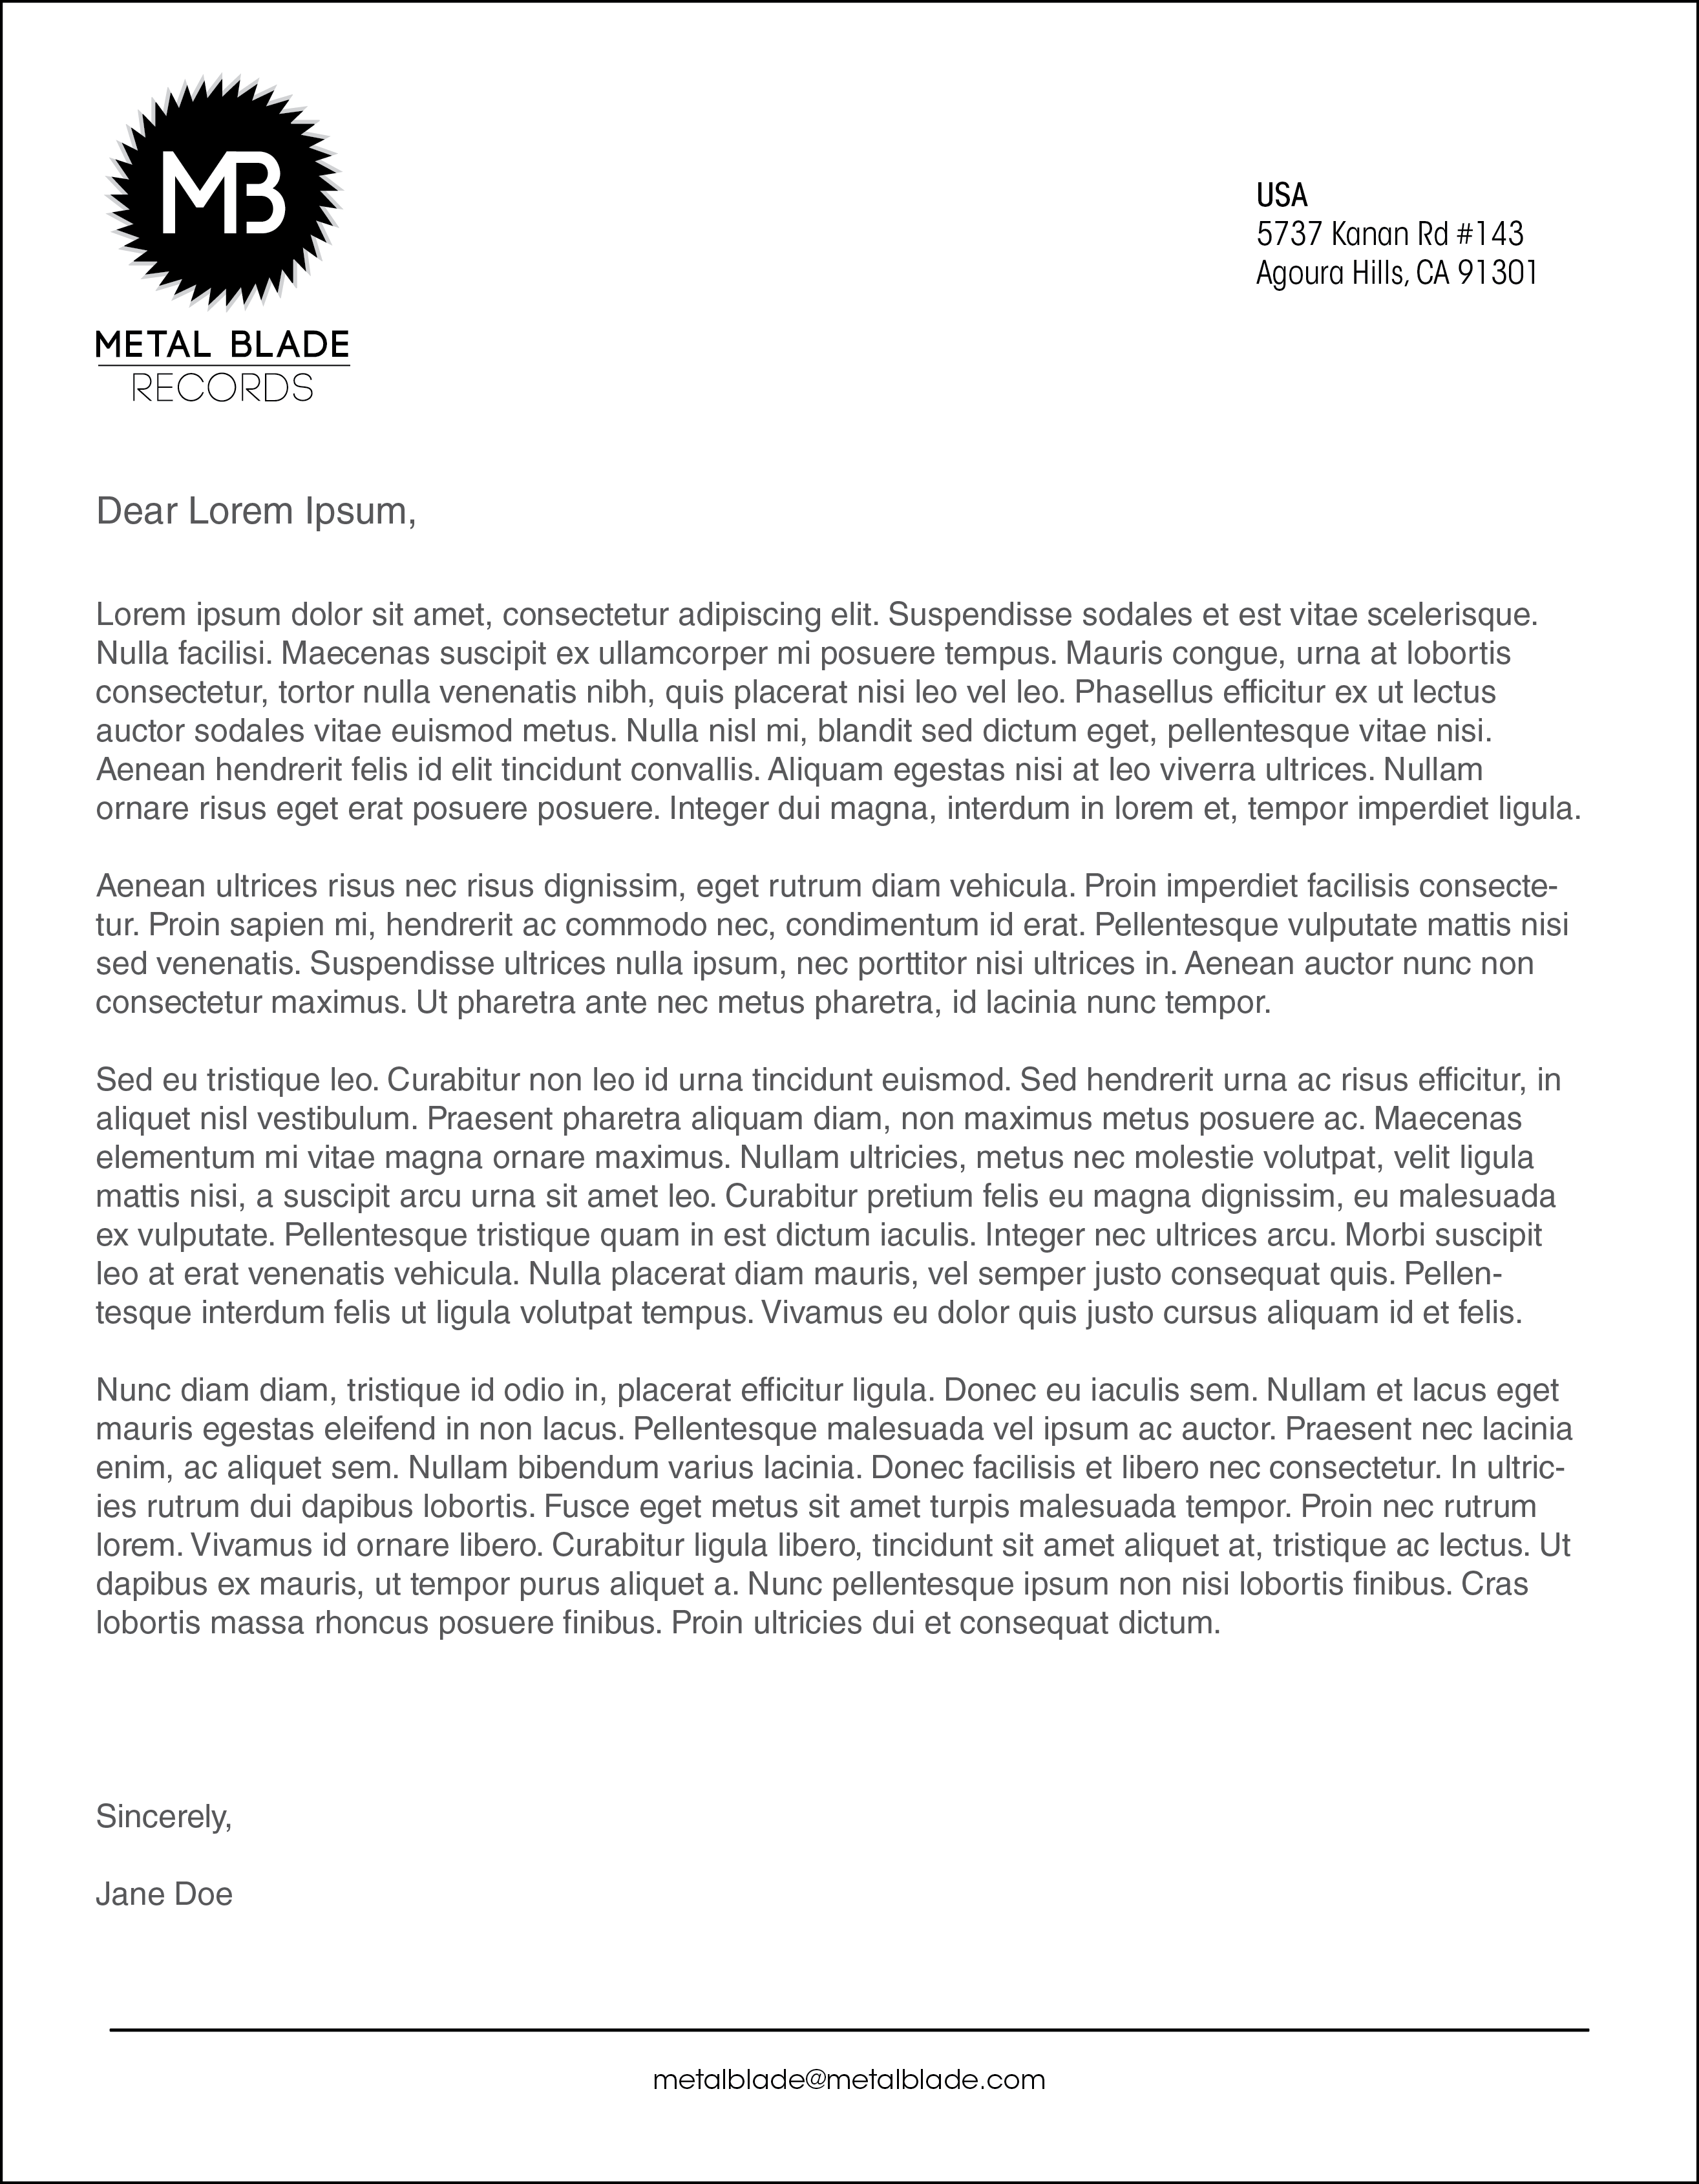 MB
METAL BLADE
RECORDS
USA
5737 Kanan Rd #143
Agoura Hills, CA 91301
Dear Lorem Ipsum,
Lorem ipsum dolor sit amet, consectetur adipiscing elit. Suspendisse sodales et est vitae scelerisque.
Nulla facilisi. Maecenas suscipit ex ullamcorper mi posuere tempus. Mauris congue, urna at lobortis
consectetur, tortor nulla venenatis nibh, quis placerat nisi leo vel leo. Phasellus efficitur ex ut lectus
auctor sodales vitae euismod metus. Nulla nisl mi, blandit sed dictum eget, pellentesque vitae nisi.
Aenean hendrerit felis id elit tincidunt convallis. Aliquam egestas nisi at leo viverra ultrices. Nullam
ornare risus eget erat posuere posuere. Integer dui magna, interdum in lorem et, tempor imperdiet ligula.
Aenean ultrices risus nec risus dignissim, eget rutrum diam vehicula. Proin imperdiet facilisis consecte-
tur. Proin sapien mi, hendrerit ac commodo nec, condimentum id erat. Pellentesque vulputate mattis nisi
sed venenatis. Suspendisse ultrices nulla ipsum, nec porttitor nisi ultrices in. Aenean auctor nunc non
consectetur maximus. Ut pharetra ante nec metus pharetra, id lacinia nunc tempor.
Sed eu tristique leo. Curabitur non leo id urna tincidunt euismod. Sed hendrerit urna ac risus efficitur, in
aliquet nisl vestibulum. Praesent pharetra aliquam diam, non maximus metus posuere ac. Maecenas
elementum mi vitae magna ornare maximus. Nullam ultricies, metus nec molestie volutpat, velit ligula
mattis nisi, a suscipit arcu urna sit amet leo. Curabitur pretium felis eu magna dignissim, eu malesuada
ex vulputate. Pellentesque tristique quam in est dictum iaculis. Integer nec ultrices arcu. Morbi suscipit
leo at erat venenatis vehicula. Nulla placerat diam mauris, vel semper justo consequat quis. Pellen-
tesque interdum felis ut ligula volutpat tempus. Vivamus eu dolor quis justo cursus aliquam id et felis.
Nunc diam diam, tristique id odio in, placerat efficitur ligula. Donec eu iaculis sem. Nullam et lacus eget
mauris egestas eleifend in non lacus. Pellentesque malesuada vel ipsum ac auctor. Praesent nec lacinia
enim, ac aliquet sem. Nullam bibendum varius lacinia. Donec facilisis et libero nec consectetur. In ultric-
ies rutrum dui dapibus lobortis. Fusce eget metus sit amet turpis malesuada tempor. Proin nec rutrum
lorem. Vivamus id ornare libero. Curabitur ligula libero, tincidunt sit amet aliquet at, tristique ac lectus. Ut
dapibus ex mauris, ut tempor purus aliquet a. Nunc pellentesque ipsum non nisi lobortis finibus. Cras
lobortis massa rhoncus posuere finibus. Proin ultricies dui et consequat dictum.
Sincerely,
Jane Doe
metalblade@metalblade.com